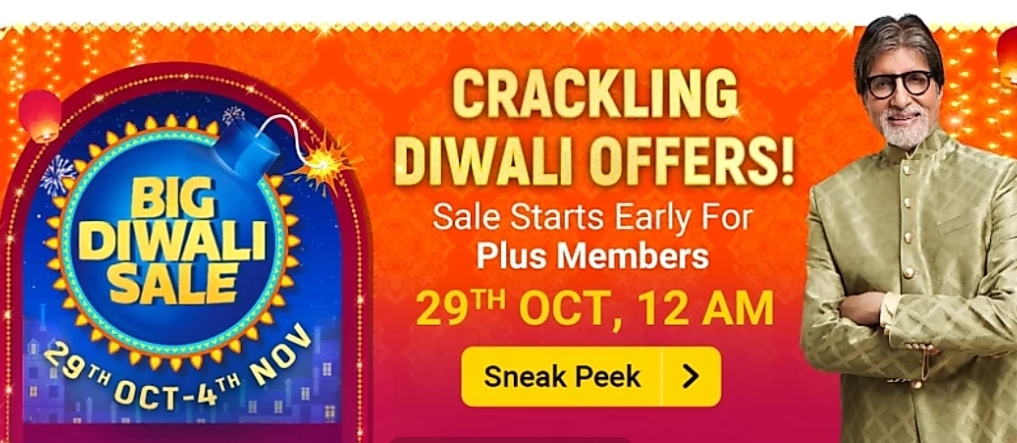 BIG
DIWALI
SALE
29TH OCT-4TH NOV
CRACKLING
DIWALI OFFERS!
Sale Starts Early For
Plus Members
29TH OCT, 12 AM
Sneak Peek